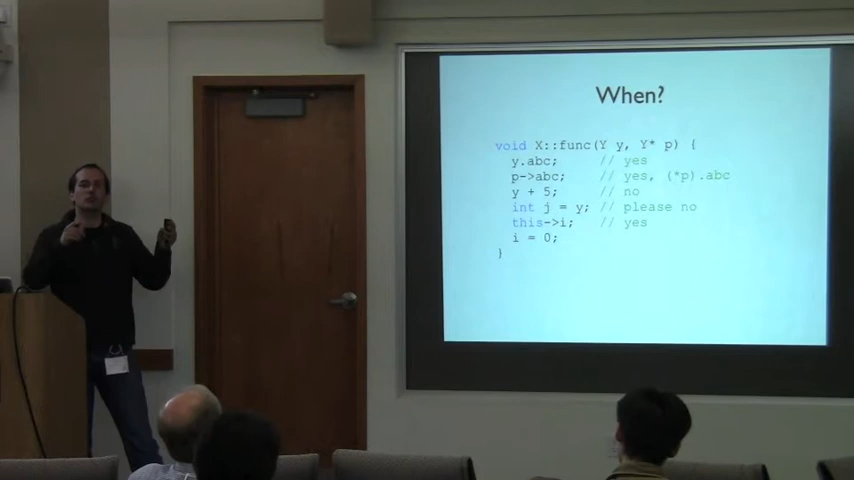 When?
void X::func(Y y, Y* p) {
y.abc; // yes
p->abc; // yes, (*p).abc
y + 5; // no
int j = y; // please no
this->i; // yes
i = 0;
}